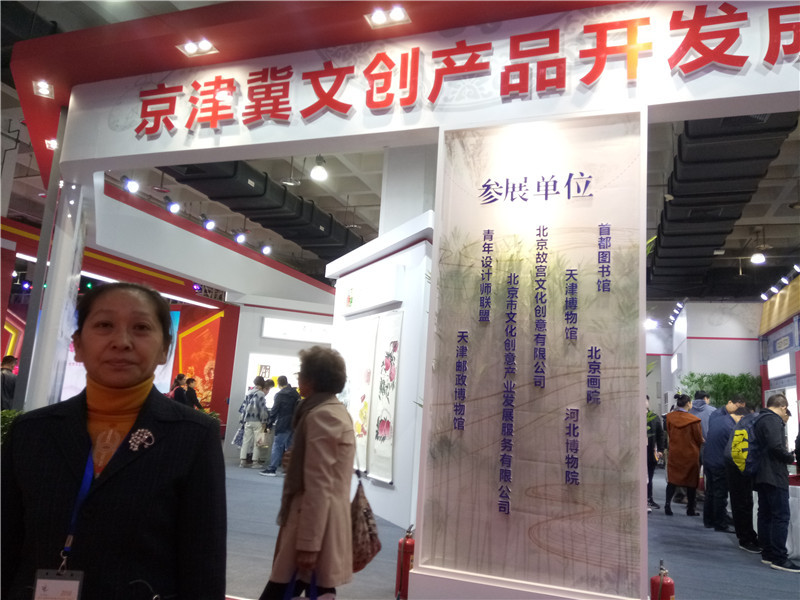 京津冀文创产品开发成
参展单位
首都图书馆
天津博物馆
北京画院
河北博物院
北京故宫文化创意有限公司
北京市文化创意产业发展服务有限公司
青年设计师联盟
天津邮政博物馆